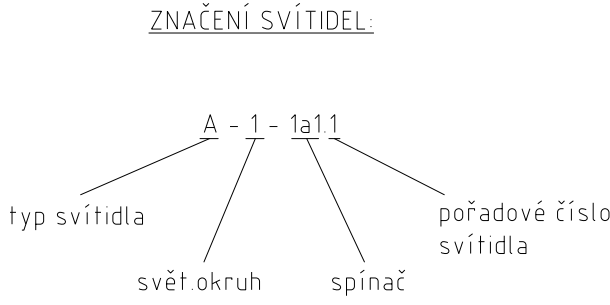 ZNAČENÍ SVÍTIDEL:
A - 1 - 1a1.1
typ svítidla
pořadové číslo
svítidla
svět.okruh
spínač